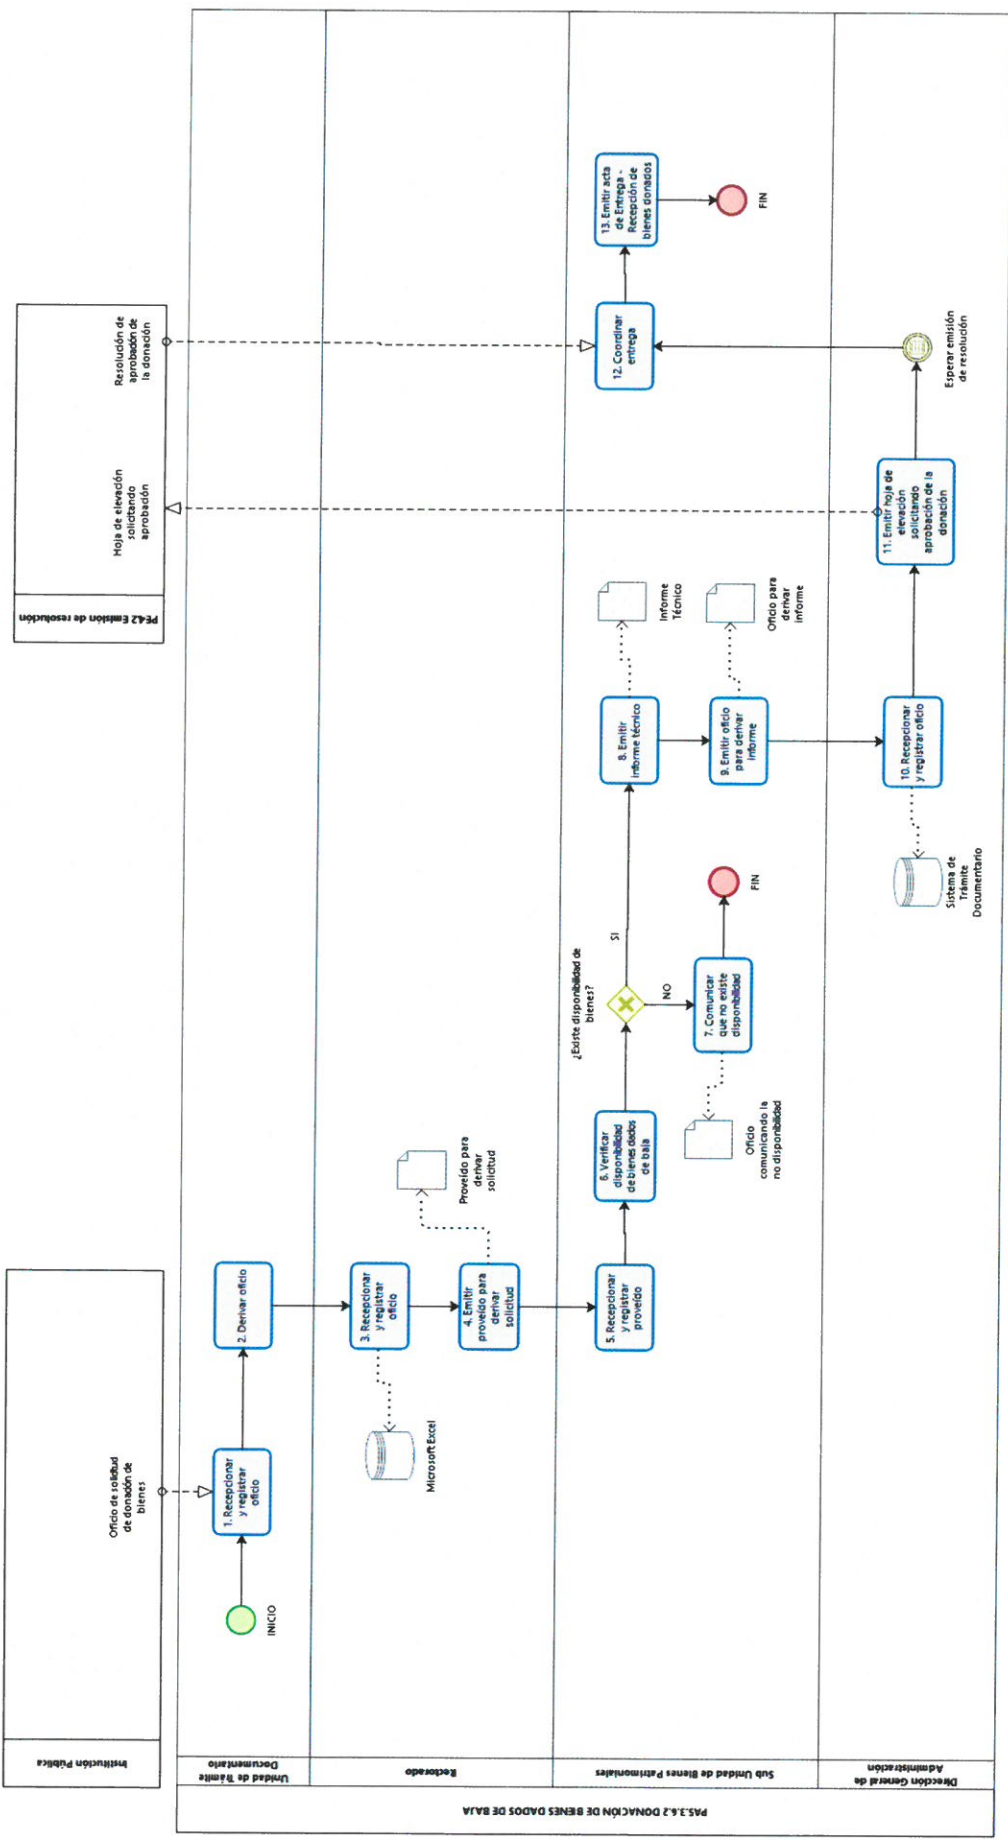 Institución Pública
Oficio de solicitud
de donación de
bienes
PE4.2 Emisión de resolución
Hoja de elevación
solicitando
aprobación
Resolución de
aprobación de
la donación
PA5.3.6.2 DONACIÓN DE BIENES DADOS DE BAJA
Unidad de Trámite
Documentario
INICIO
1. Recepcionar
y registrar
oficio
2. Derivar oficio
Rectorado
Microsoft Excel
3. Recepcionar
y registrar
oficio
4. Emitir
proveído para
derivar
solicitud
Proveído para
derivar
solicitud
Sub Unidad de Bienes Patrimoniales
5. Recepcionar
y registrar
proveído
6. Verificar
disponibilidad
de bienes dados
de baja
¿Existe disponibilidad de
bienes?
SI
NO
Oficio
comunicando la
no disponibilidad
7. Comunicar
que no existe
disponibilidad
FIN
8. Emitir
informe técnico
Informe
Técnico
9. Emitir oficio
para derivar
informe
Oficio para
derivar
informe
12. Coordinar
entrega
13. Emitir acta
de Entrega -
Recepción de
bienes donados
FIN
Dirección General de
Administración
Sistema de
Trámite
Documentario
10. Recepcionar
y registrar oficio
11. Emitir hoja de
elevación
solicitando
aprobación de la
donación
Esperar emisión
de resolución